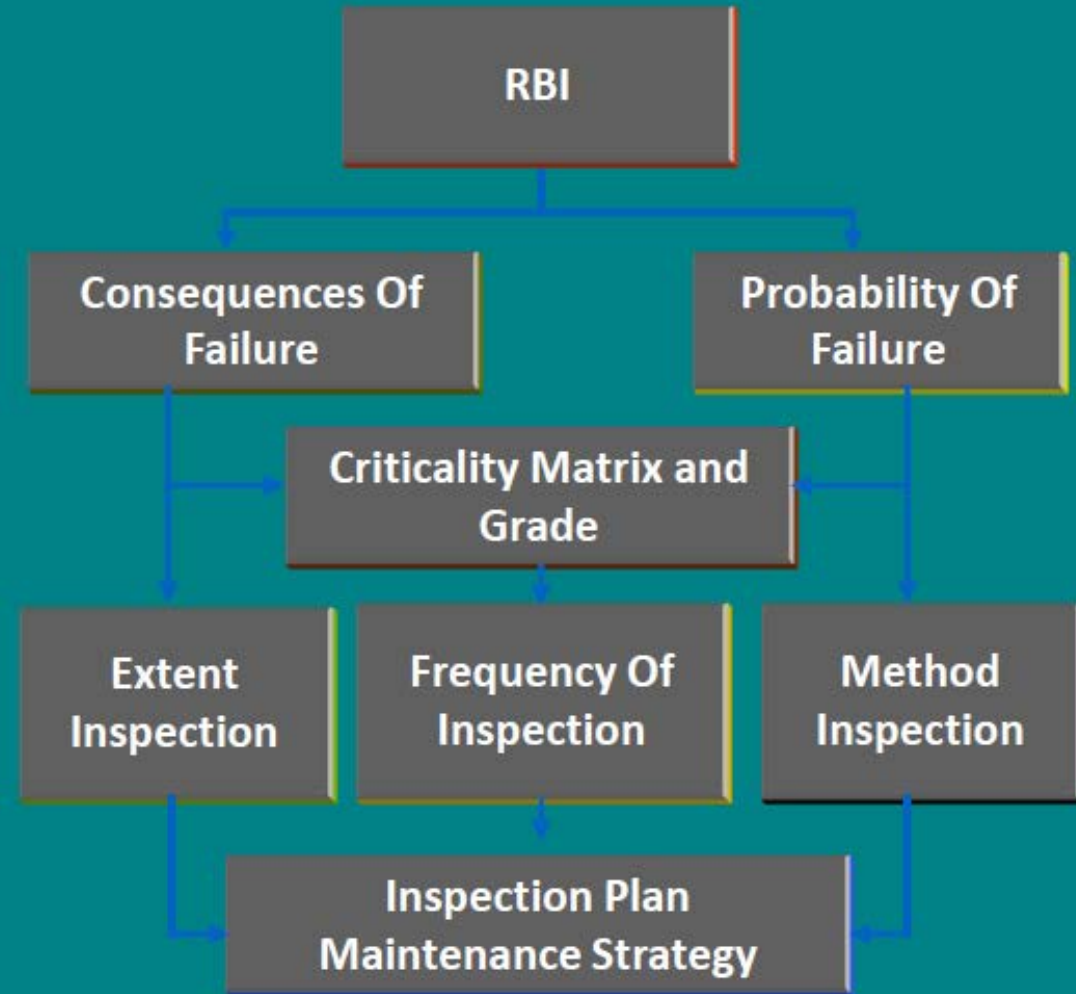 RBI
Consequences Of
Failure
Probability Of
Failure
Criticality Matrix and
Grade
Extent
Inspection
Frequency Of
Inspection
Method
Inspection
Inspection Plan
Maintenance Strategy